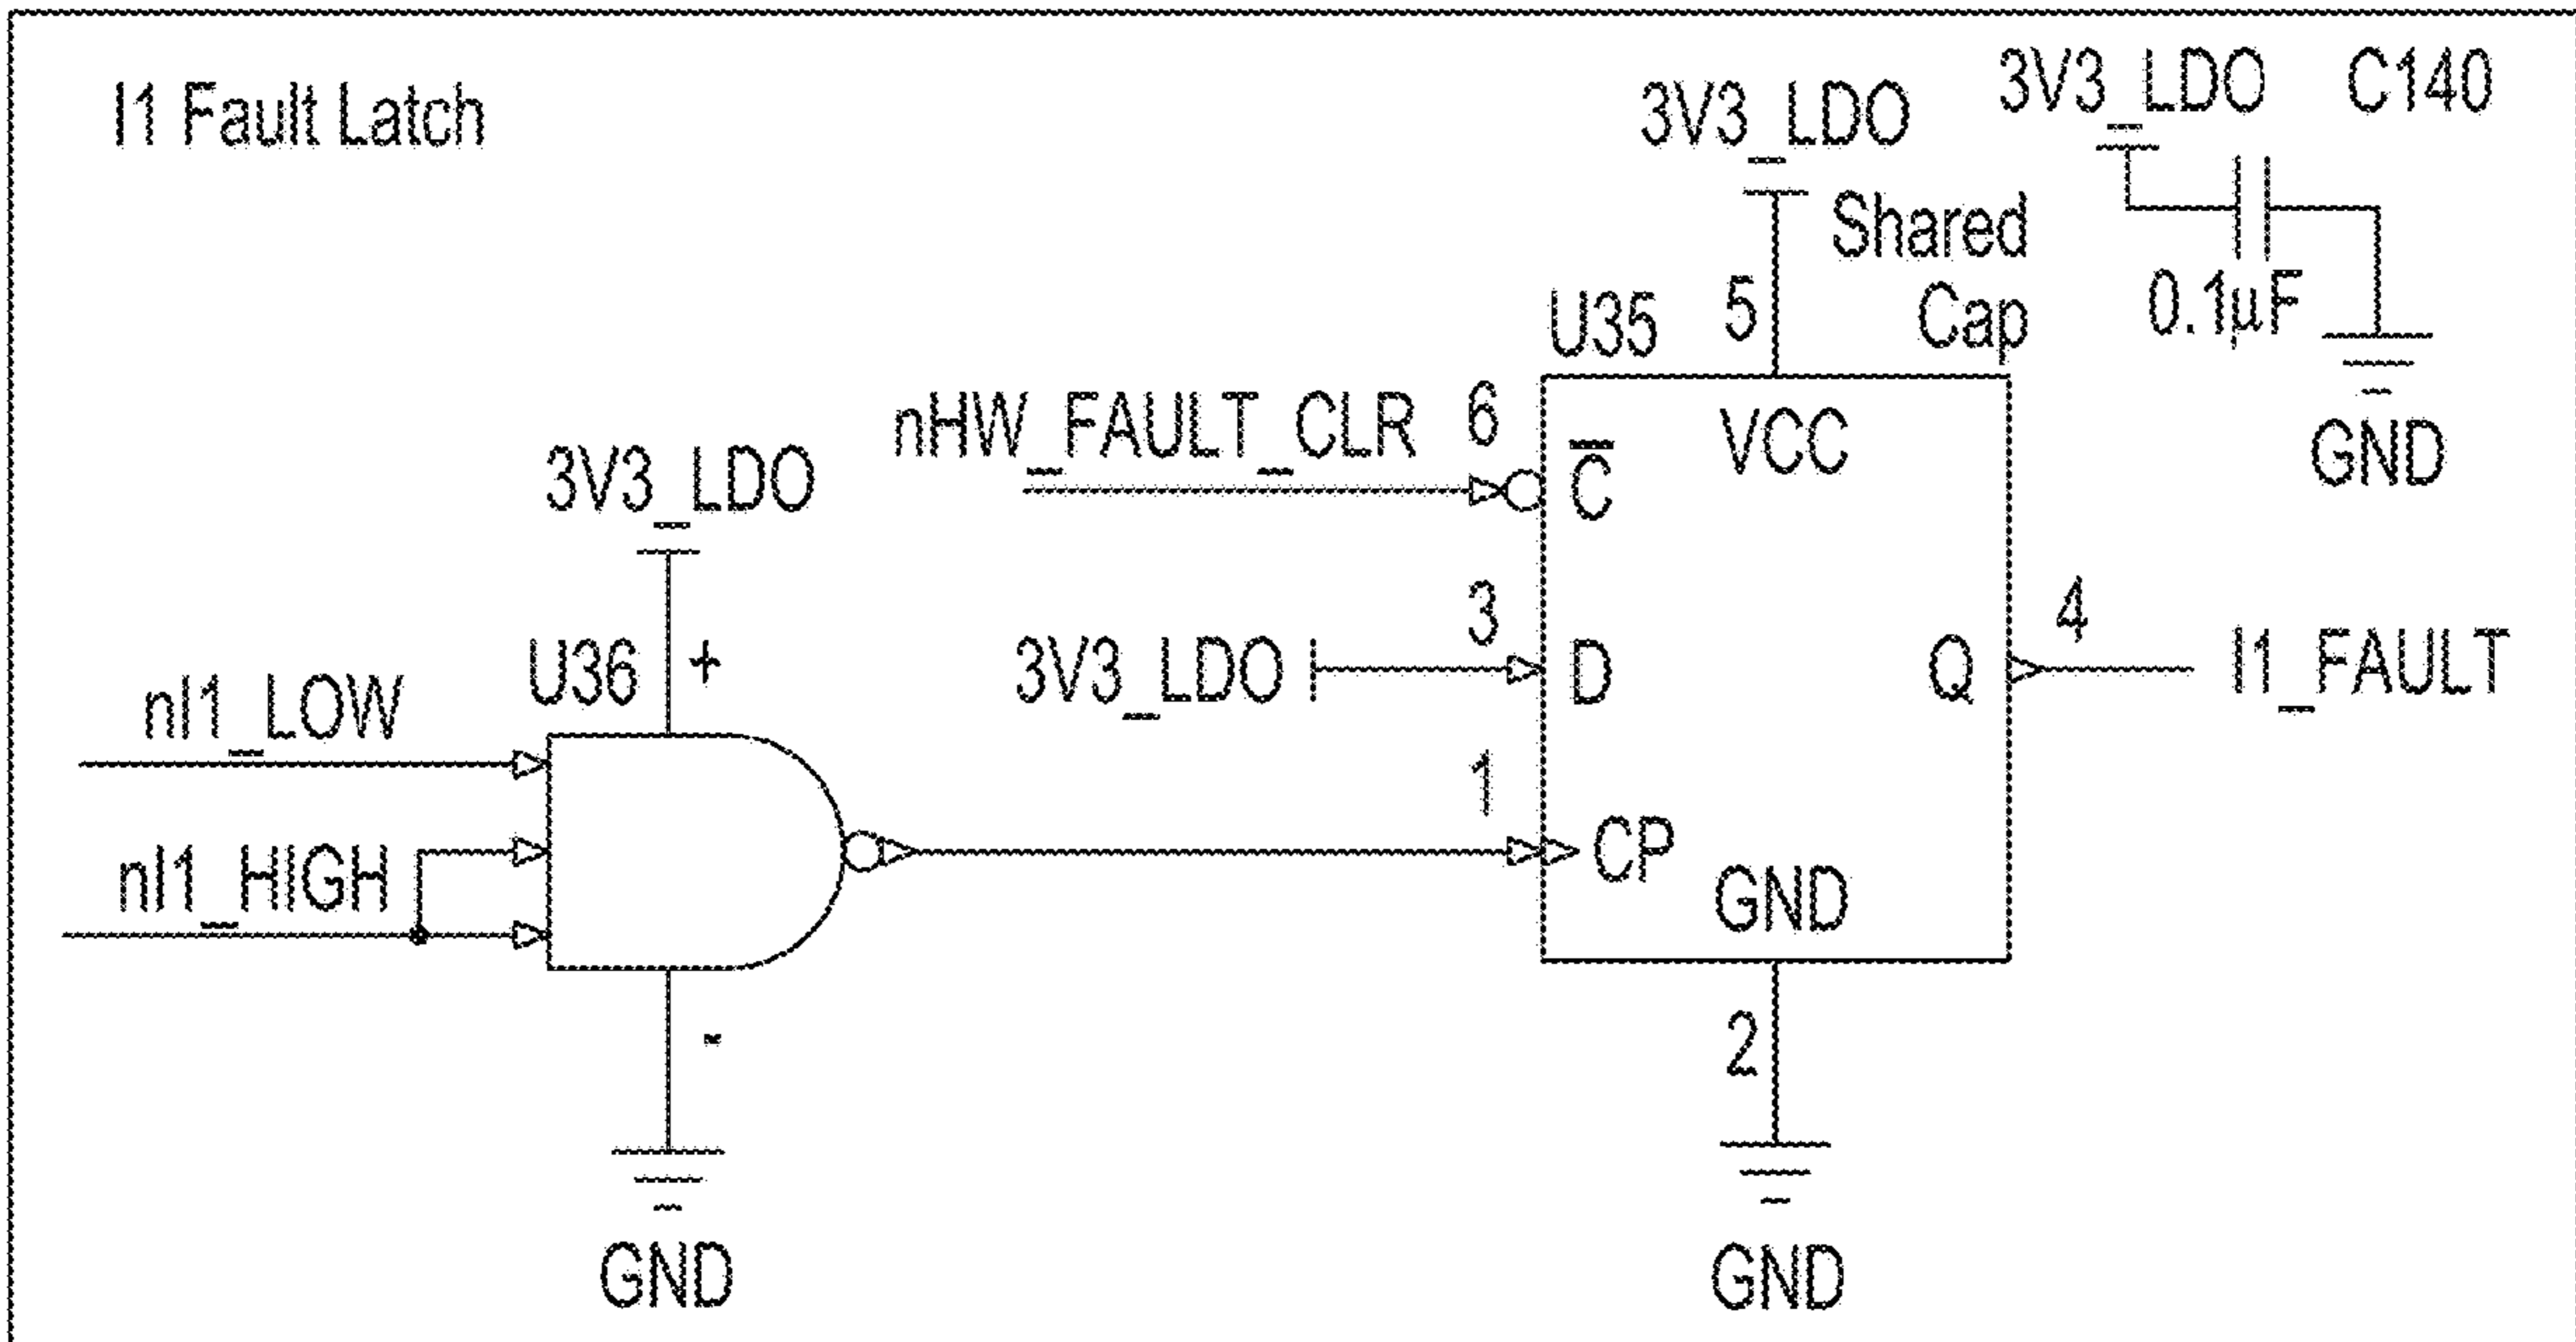 I1 Fault Latch
3V3_LDO
3V3_LDO C140
Shared
Cap
0.1µF
GND
U35
5
nHW_FAULT_CLR
6
C̅
VCC
3V3_LDO
U36
+
nI1_LOW
nI1_HIGH
-
GND
3V3_LDO
3
D
Q
4
I1_FAULT
1
CP
GND
2
GND